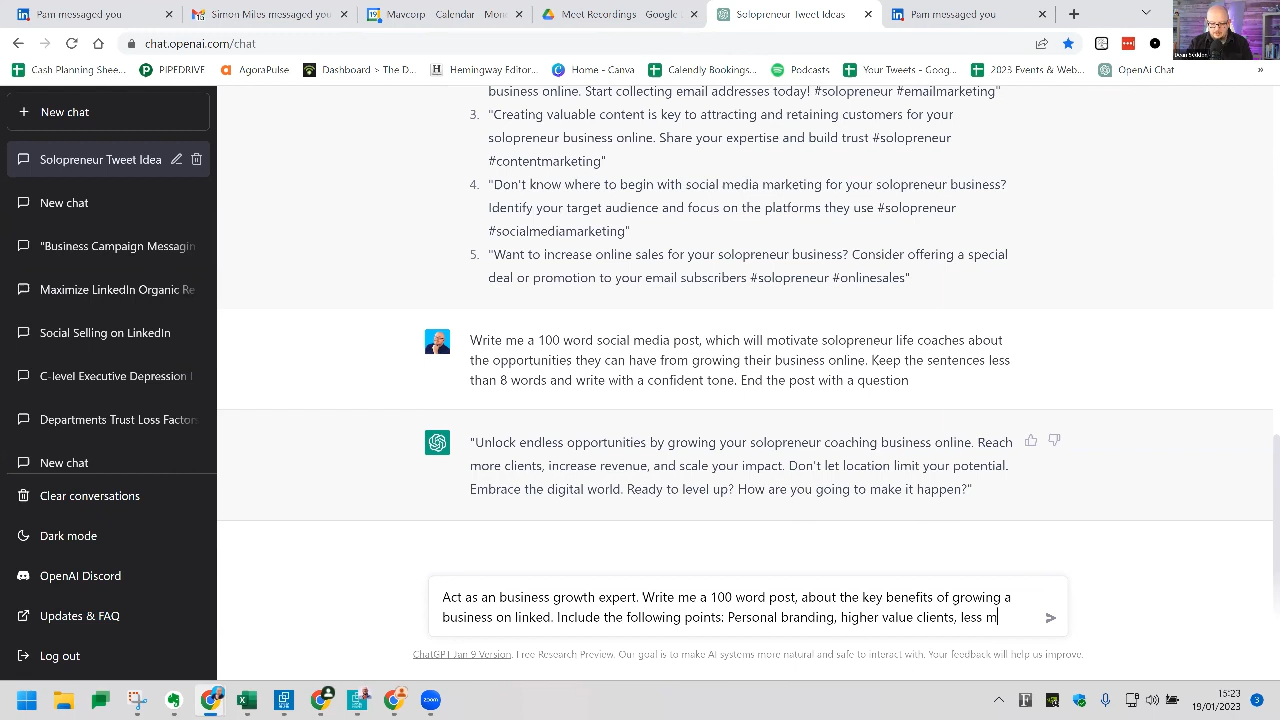 Pam messaged you
Simon Miles messaged you
Maxcorp - Calendar
Solopreneur Tweet Idea
Pam messaged you
chat.openai.com/chat
Dean Seddon
Cash Planning Shee...
PIPEDRIVE
AgoraPulse
Dashboard > The D...
Hemingway
Home - Canva
Calendly Bookings...
Your Tweets
2023 Events & Web...
OpenAi Chat
»
New chat
Solopreneur Tweet Idea
New chat
"Business Campaign Messagin
Maximize LinkedIn Organic Re
Social Selling on LinkedIn
C-level Executive Depression I
Departments Trust Loss Factors
New chat
Clear conversations
Dark mode
OpenAI Discord
Updates & FAQ
Log out
business online. Start collecting email addresses today! #solopreneur #emailmarketing"
3. "Creating valuable content is key to attracting and retaining customers for your
solopreneur business online. Share your expertise and build trust #solopreneur
#contentmarketing"
4. "Don't know where to begin with social media marketing for your solopreneur business?
Identify your target audience and focus on the platforms they use #solopreneur
#socialmediamarketing"
5. "Want to increase online sales for your solopreneur business? Consider offering a special
deal or promotion to your email subscribers #solopreneur #onlinesales"
Write me a 100 word social media post, which will motivate solopreneur life coaches about
the opportunities they can have from growing their business online. Keep the sentences less
than 8 words and write with a confident tone. End the post with a question
"Unlock endless opportunities by growing your solopreneur coaching business online. Reach
more clients, increase revenue, and scale your impact. Don't let location limit your potential.
Embrace the digital world. Ready to level up? How are you going to make it happen?"
Act as an business growth expert. Write me a 100 word post, about the key benefits of growing a
business on linked. Include the following points: Personal branding, higher value clients, less m
ChatGPT Jan 9 Version. Free Research Preview. Our goal is to make AI systems more natural and safe to interact with. Your feedback will help us improve.
15:23
19/01/2023
3